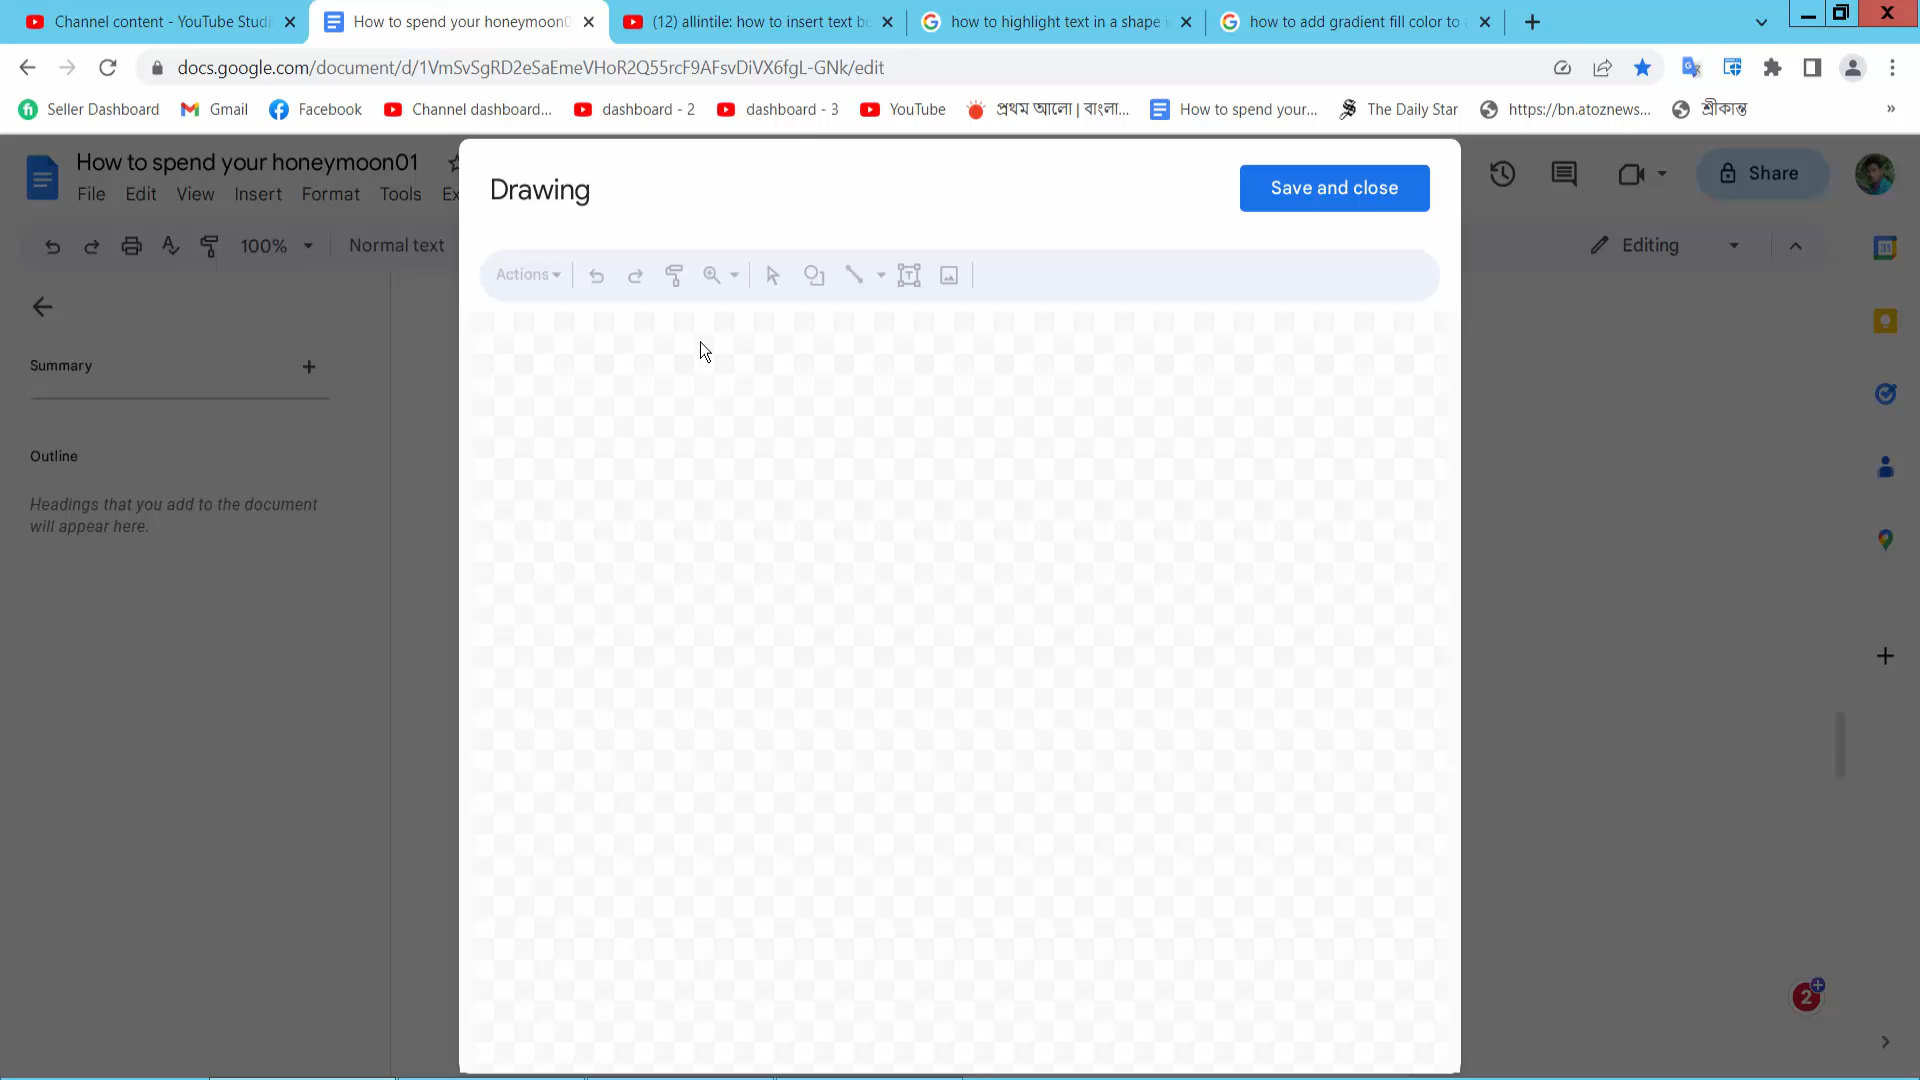 Channel content - YouTube Studi
How to spend your honeymoon0
(12) allintile: how to insert text bo
how to highlight text in a shape i
how to add gradient fill color to a
docs.google.com/document/d/1VmSvSgRD2eSaEmeVHoR2Q55rcF9AFsvDiVX6fgL-GNk/edit
Seller Dashboard
Gmail
Facebook
Channel dashboard...
dashboard - 2
dashboard - 3
YouTube
প্রথম আলো | বাংলা...
How to spend your...
The Daily Star
https://bn.atoznews...
শ্রীকান্ত
»
How to spend your honeymoon01
File Edit View Insert Format Tools Ex
Share
100%
Normal text
Editing
Drawing
Save and close
Actions
Summary
Outline
Headings that you add to the document
will appear here.
31
2